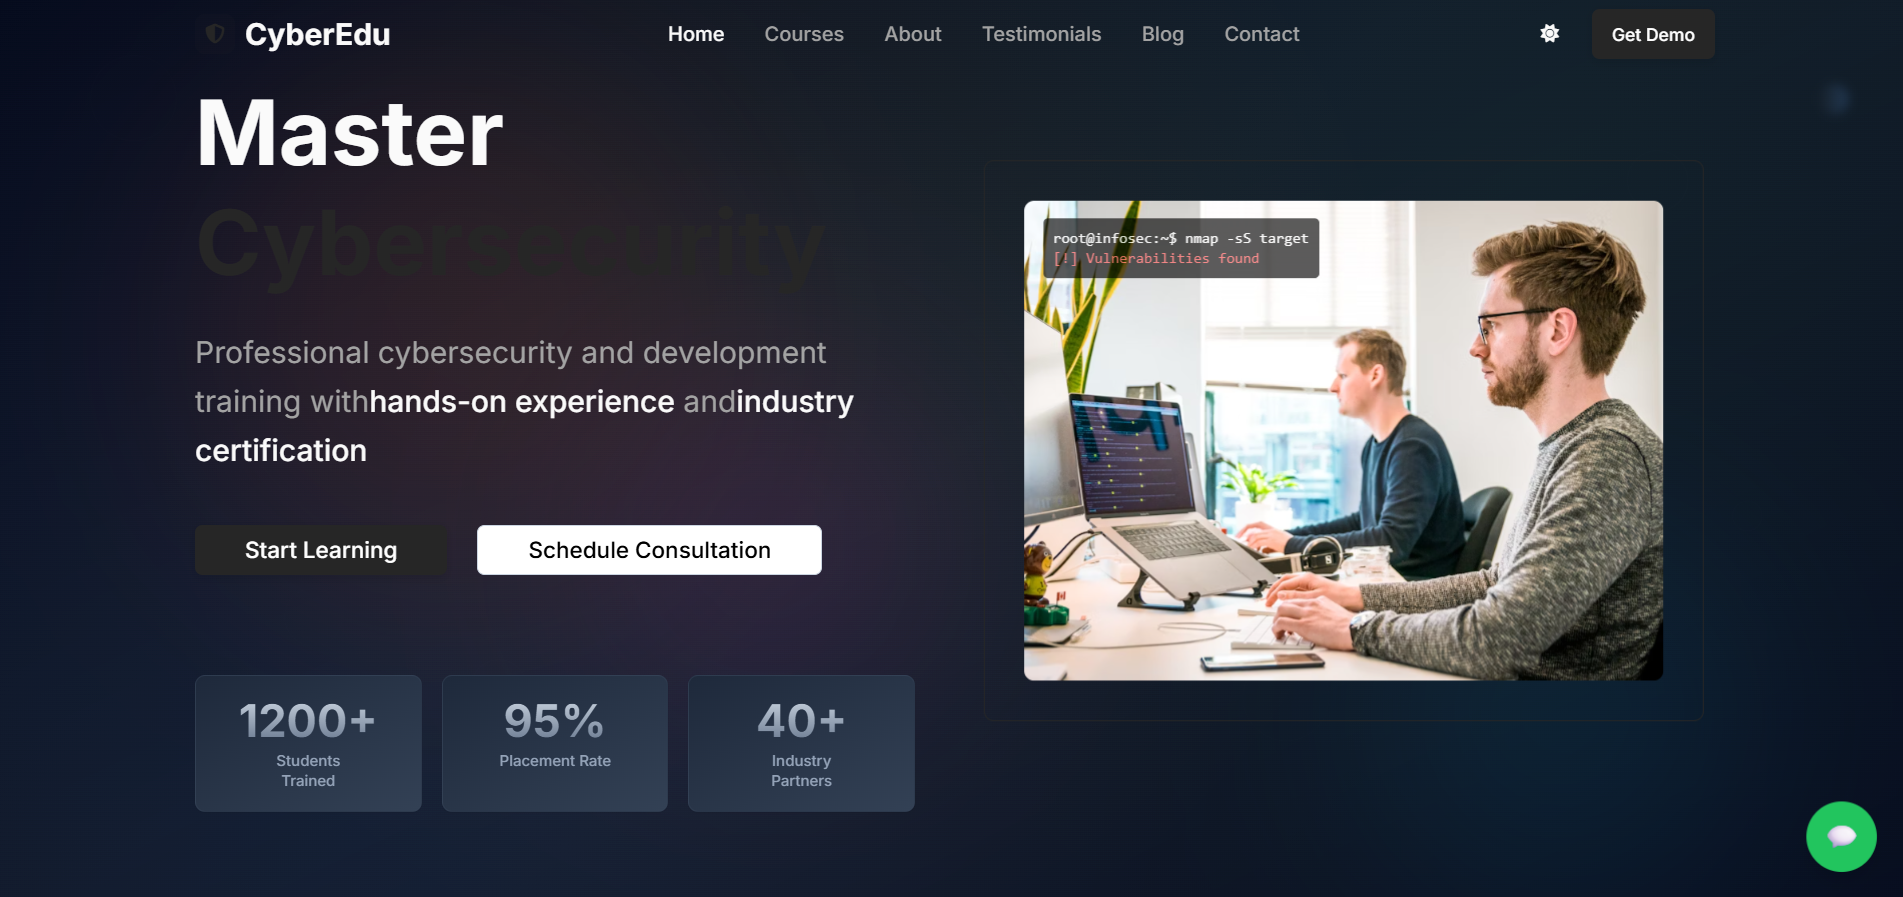 CyberEdu
Home
Courses
About
Testimonials
Blog
Contact
Get Demo
Master
Cybersecurity
Professional cybersecurity and development
training withhands-on experience andindustry
certification
Start Learning
Schedule Consultation
root@infosec:~$ nmap -sS target
[!] Vulnerabilities found
1200+
Students
Trained
95%
Placement Rate
40+
Industry
Partners